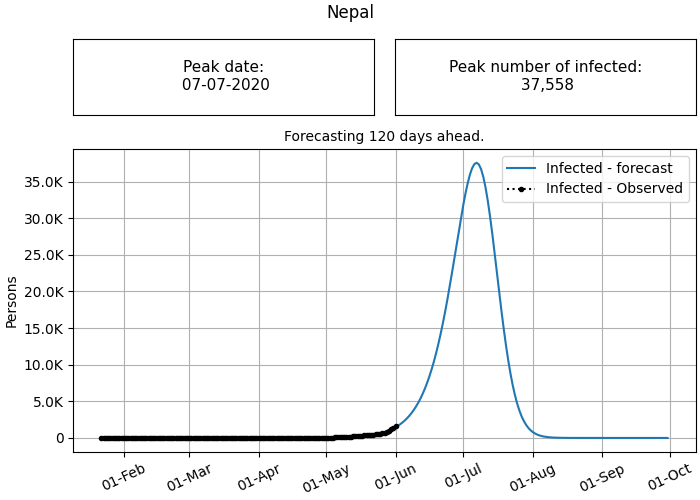 Nepal
Peak date:
07-07-2020
Peak number of infected:
37,558
Forecasting 120 days ahead.
Infected - forecast
Infected - Observed
Persons
35.0K
30.0K
25.0K
20.0K
15.0K
10.0K
5.0K
0
01-Feb
01-Mar
01-Apr
01-May
01-Jun
01-Jul
01-Aug
01-Sep
01-Oct